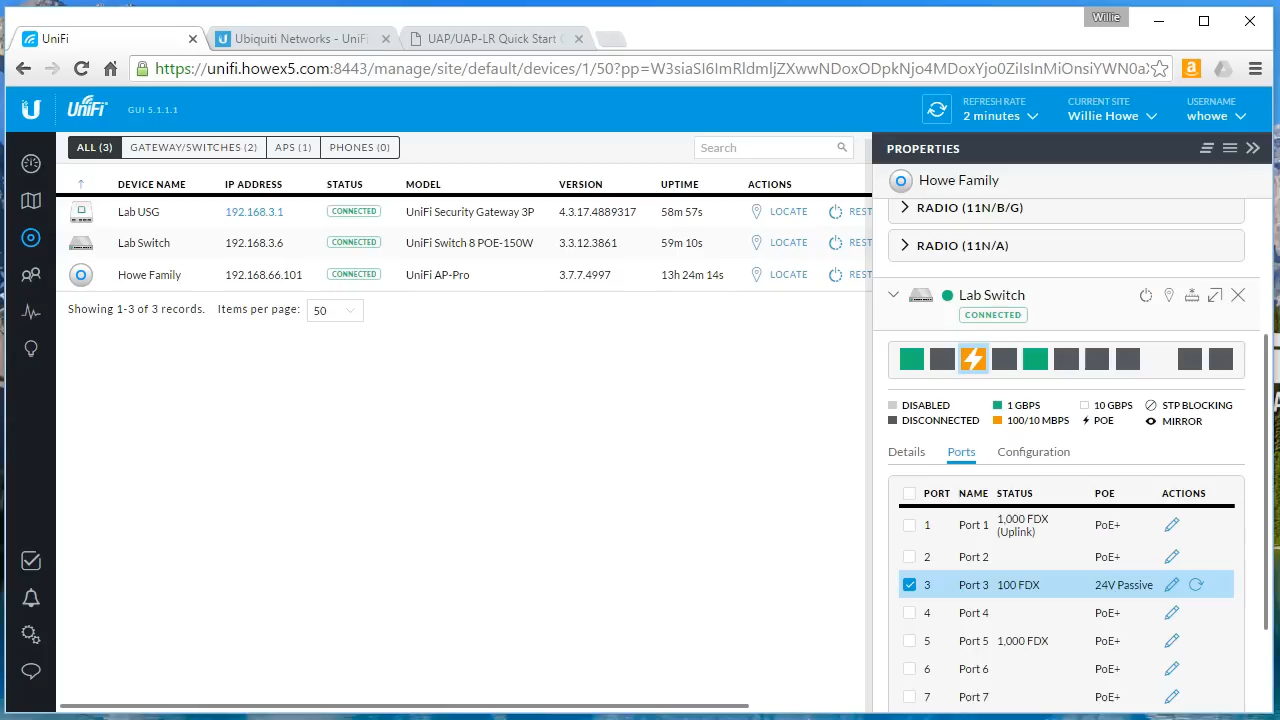 Willie
UniFi
Ubiquiti Networks - UniFi
UAP/UAP-LR Quick Start G
https://unifi.howex5.com:8443/manage/site/default/devices/1/50?pp=
UniFi
GUI 5.1.1.1
REFRESH RATE
2 minutes
CURRENT SITE
Willie Howe
USERNAME
whowe
ALL (3)
GATEWAY/SWITCHES (2)
APS (1)
PHONES (0)
Search
DEVICE NAME IP ADDRESS STATUS MODEL VERSION UPTIME ACTIONS
Lab USG 192.168.3.1 CONNECTED UniFi Security Gateway 3P 4.3.17.4889317 58m 57s LOCATE REST
Lab Switch 192.168.3.6 CONNECTED UniFi Switch 8 POE-150W 3.3.12.3861 59m 10s LOCATE REST
Howe Family 192.168.66.101 CONNECTED UniFi AP-Pro 3.7.7.4997 13h 24m 14s LOCATE REST
Showing 1-3 of 3 records. Items per page: 50
PROPERTIES
Howe Family
RADIO (11N/B/G)
RADIO (11N/A)
Lab Switch
CONNECTED
DISABLED 1 GBPS 10 GBPS STP BLOCKING
DISCONNECTED 100/10 MBPS POE MIRROR
Details Ports Configuration
PORT NAME STATUS POE ACTIONS
1 Port 1 1,000 FDX (Uplink) PoE+
2 Port 2 PoE+
3 Port 3 100 FDX 24V Passive
4 Port 4 PoE+
5 Port 5 1,000 FDX PoE+
6 Port 6 PoE+
7 Port 7 PoE+